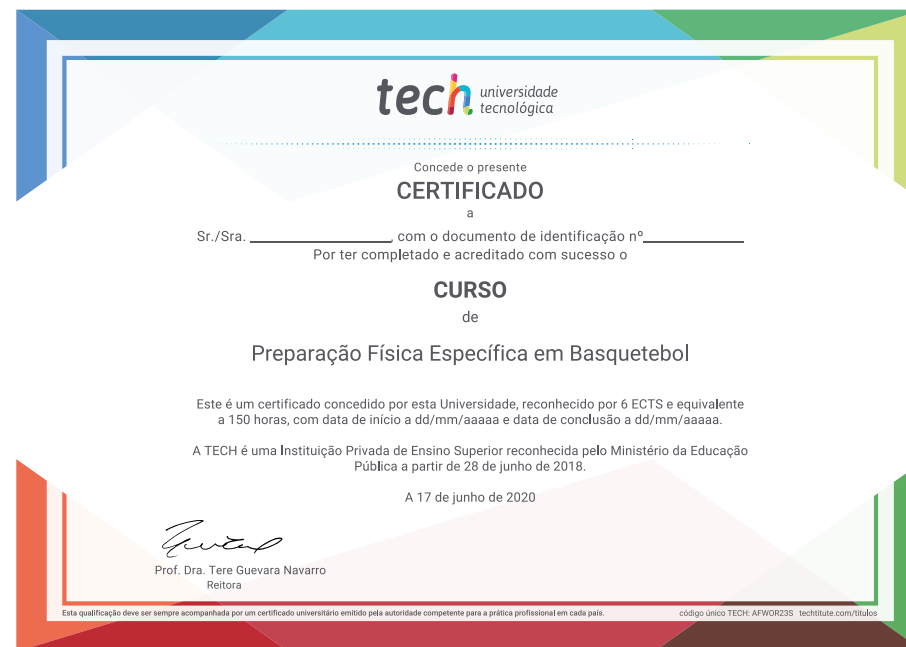 tech universidade
tecnológica
Concede o presente
CERTIFICADO
a
Sr./Sra. ____________________, com o documento de identificação nº______________
Por ter completado e acreditado com sucesso o
CURSO
de
Preparação Física Específica em Basquetebol
Este é um certificado concedido por esta Universidade, reconhecido por 6 ECTS e equivalente
a 150 horas, com data de início a dd/mm/aaaaa e data de conclusão a dd/mm/aaaaa.
A TECH é uma Instituição Privada de Ensino Superior reconhecida pelo Ministério da Educação
Pública a partir de 28 de junho de 2018.
A 17 de junho de 2020
Prof. Dra. Tere Guevara Navarro
Reitora
Esta qualificação deve ser sempre acompanhada por um certificado universitário emitido pela autoridade competente para a prática profissional em cada país.
código único TECH: AFWOR23S techtitute.com/titulos